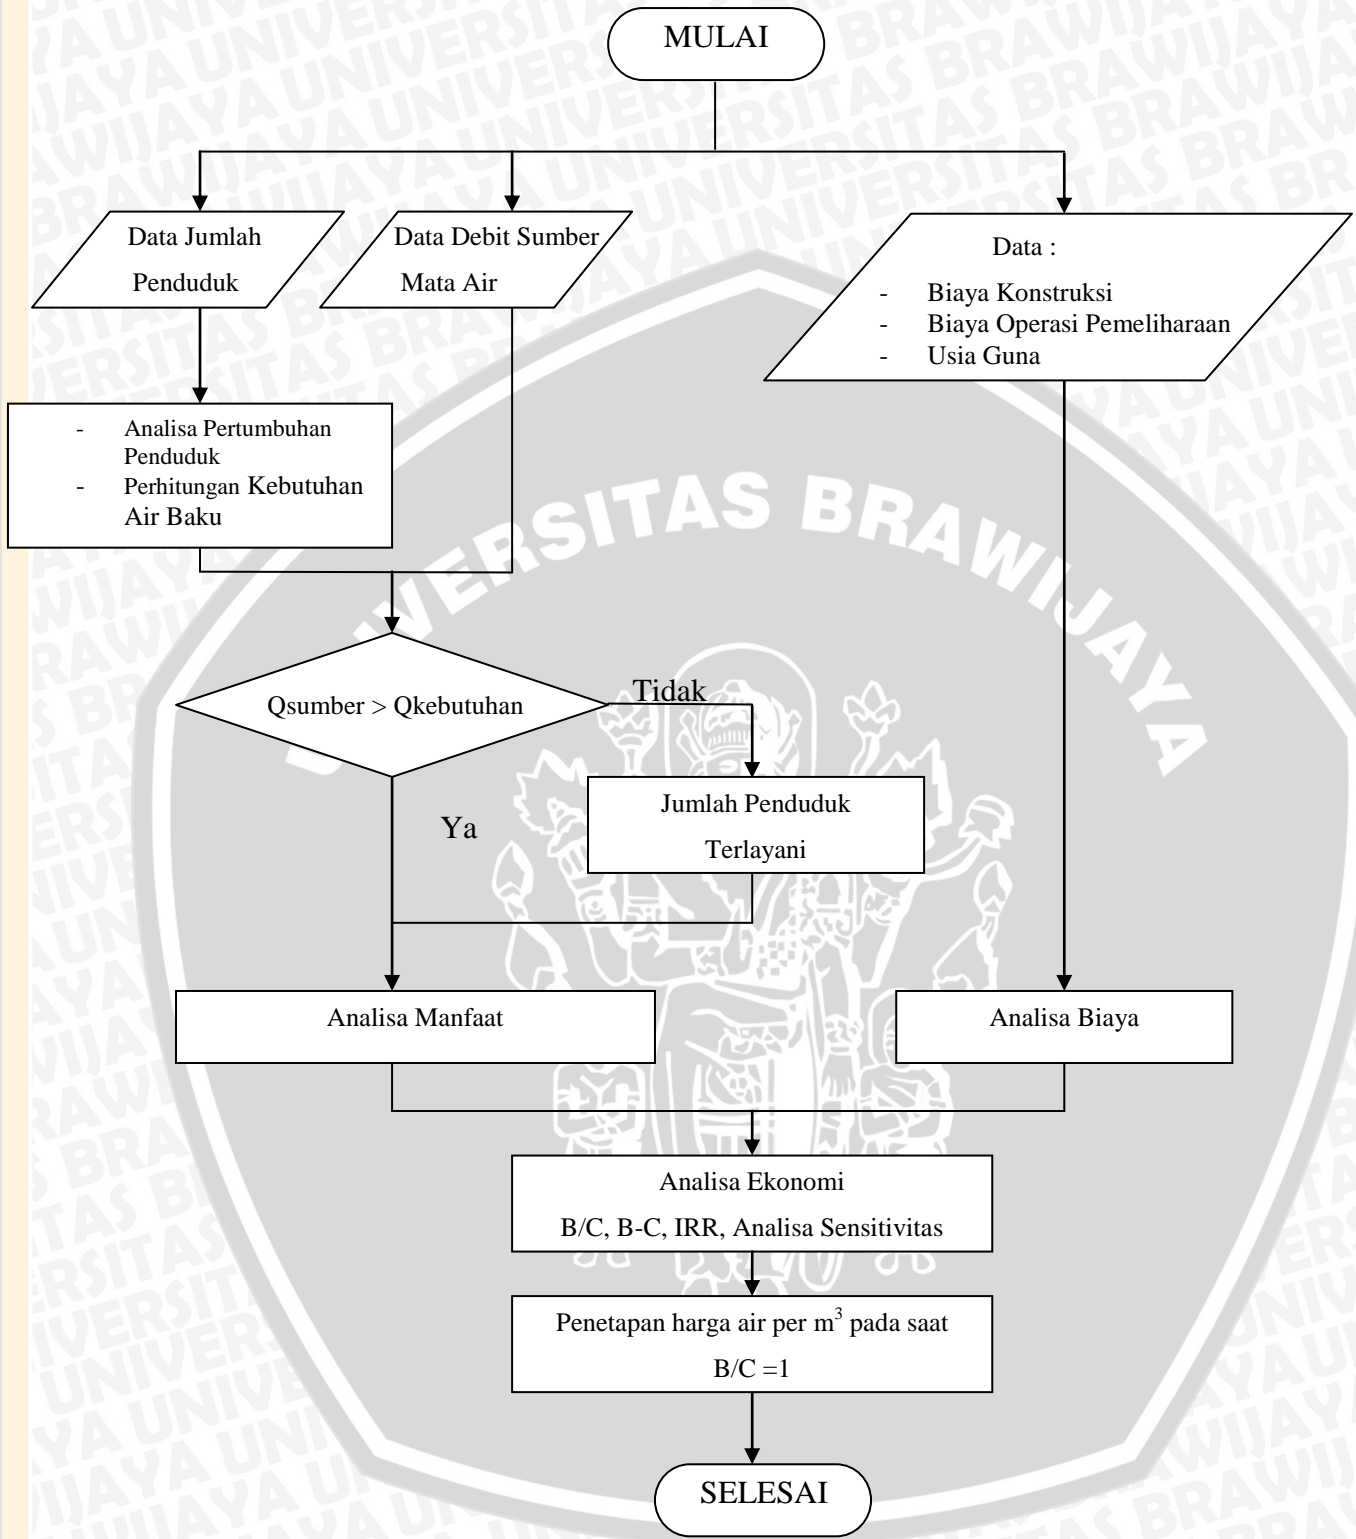 MULAI
Data Jumlah
Penduduk
Data Debit Sumber
Mata Air
Data :
- Biaya Konstruksi
- Biaya Operasi Pemeliharaan
- Usia Guna
- Analisa Pertumbuhan
Penduduk
- Perhitungan Kebutuhan
Air Baku
Qsumber > Qkebutuhan
Tidak
Ya
Jumlah Penduduk
Terlayani
Analisa Manfaat
Analisa Biaya
Analisa Ekonomi
B/C, B-C, IRR, Analisa Sensitivitas
Penetapan harga air per m³ pada saat
B/C =1
SELESAI
UNIVERSITAS BRAWIJAYA